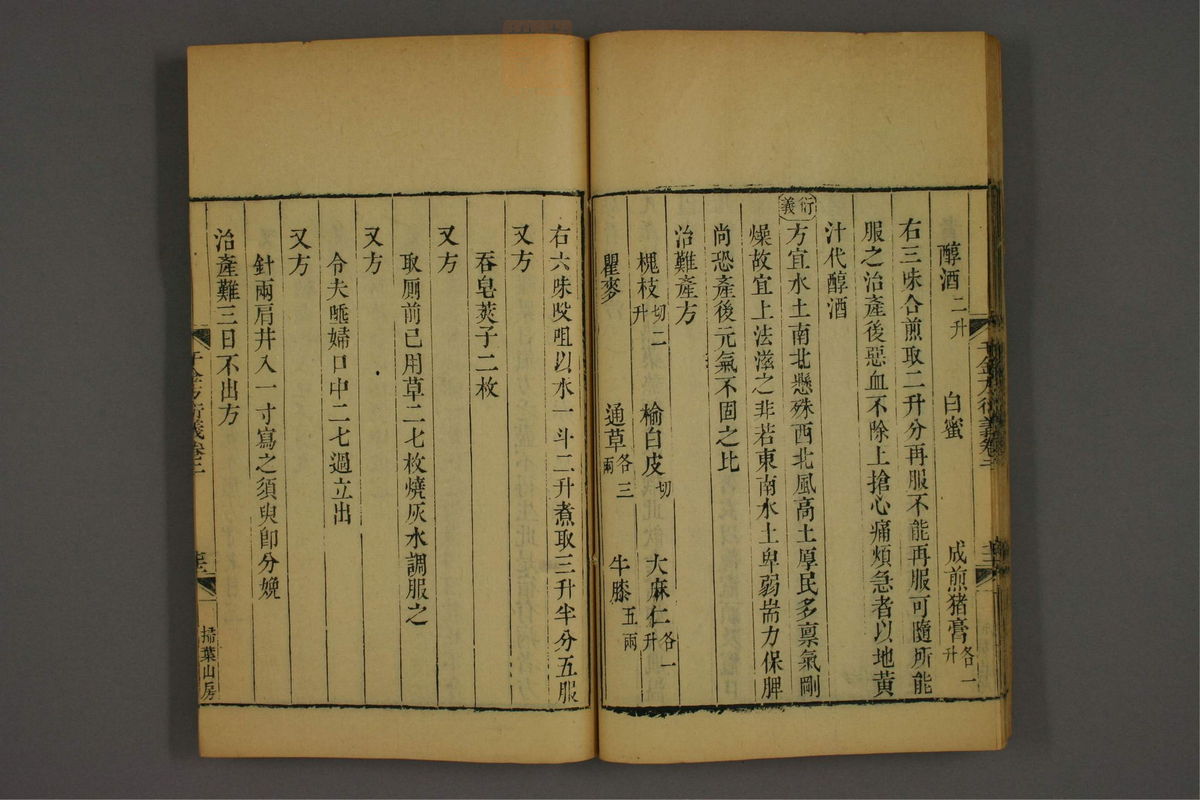 醇酒二升 白蜜 成煎猪膏各一升
右三味合煎取二升分再服不能再服可隨所能
服之治產後惡血不除上搶心痛煩急者以地黃
汁代醇酒
衍義方宜水土南北懸殊西北風高土厚民多稟氣剛
燥故宜上法滋之非若東南水土卑弱耑力保脾
尚恐產後元氣不固之比
治難產方
槐枝切二升 榆白皮切 大麻仁各一升
瞿麥 通草各三兩 牛膝五兩
右六味㕮咀以水一斗二升煮取三升半分五服
又方
吞皂莢子二枚
又方
取厠前已用草二七枚燒灰水調服之
又方
令夫唾婦口中二七過立出
又方
針兩肩井入一寸寫之須臾卽分娩
治產難三日不出方
千金方衍義卷二
掃葉山房